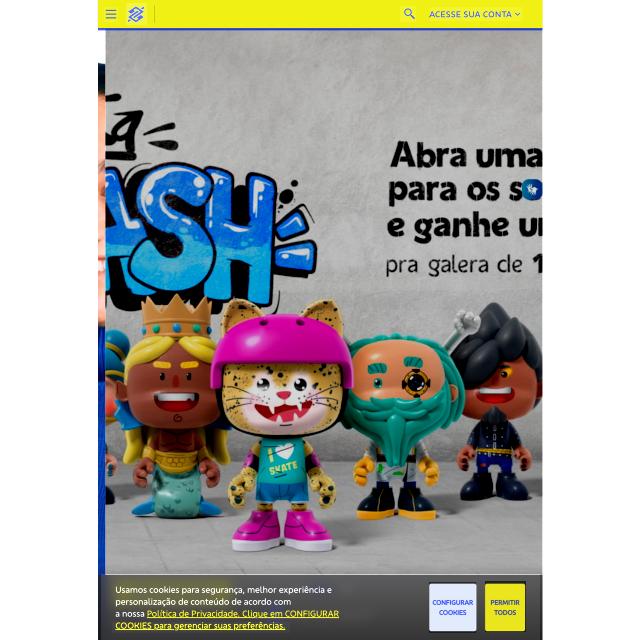 ACESSE SUA CONTA
Abra uma
para os
e ganhe
pra galera de 1
ASH
I
SKATE
Usamos cookies para segurança, melhor experiência e
personalização de conteúdo de acordo com
a nossa Política de Privacidade. Clique em CONFIGURAR
COOKIES para gerenciar suas preferências.
CONFIGURAR
COOKIES
PERMITIR
TODOS